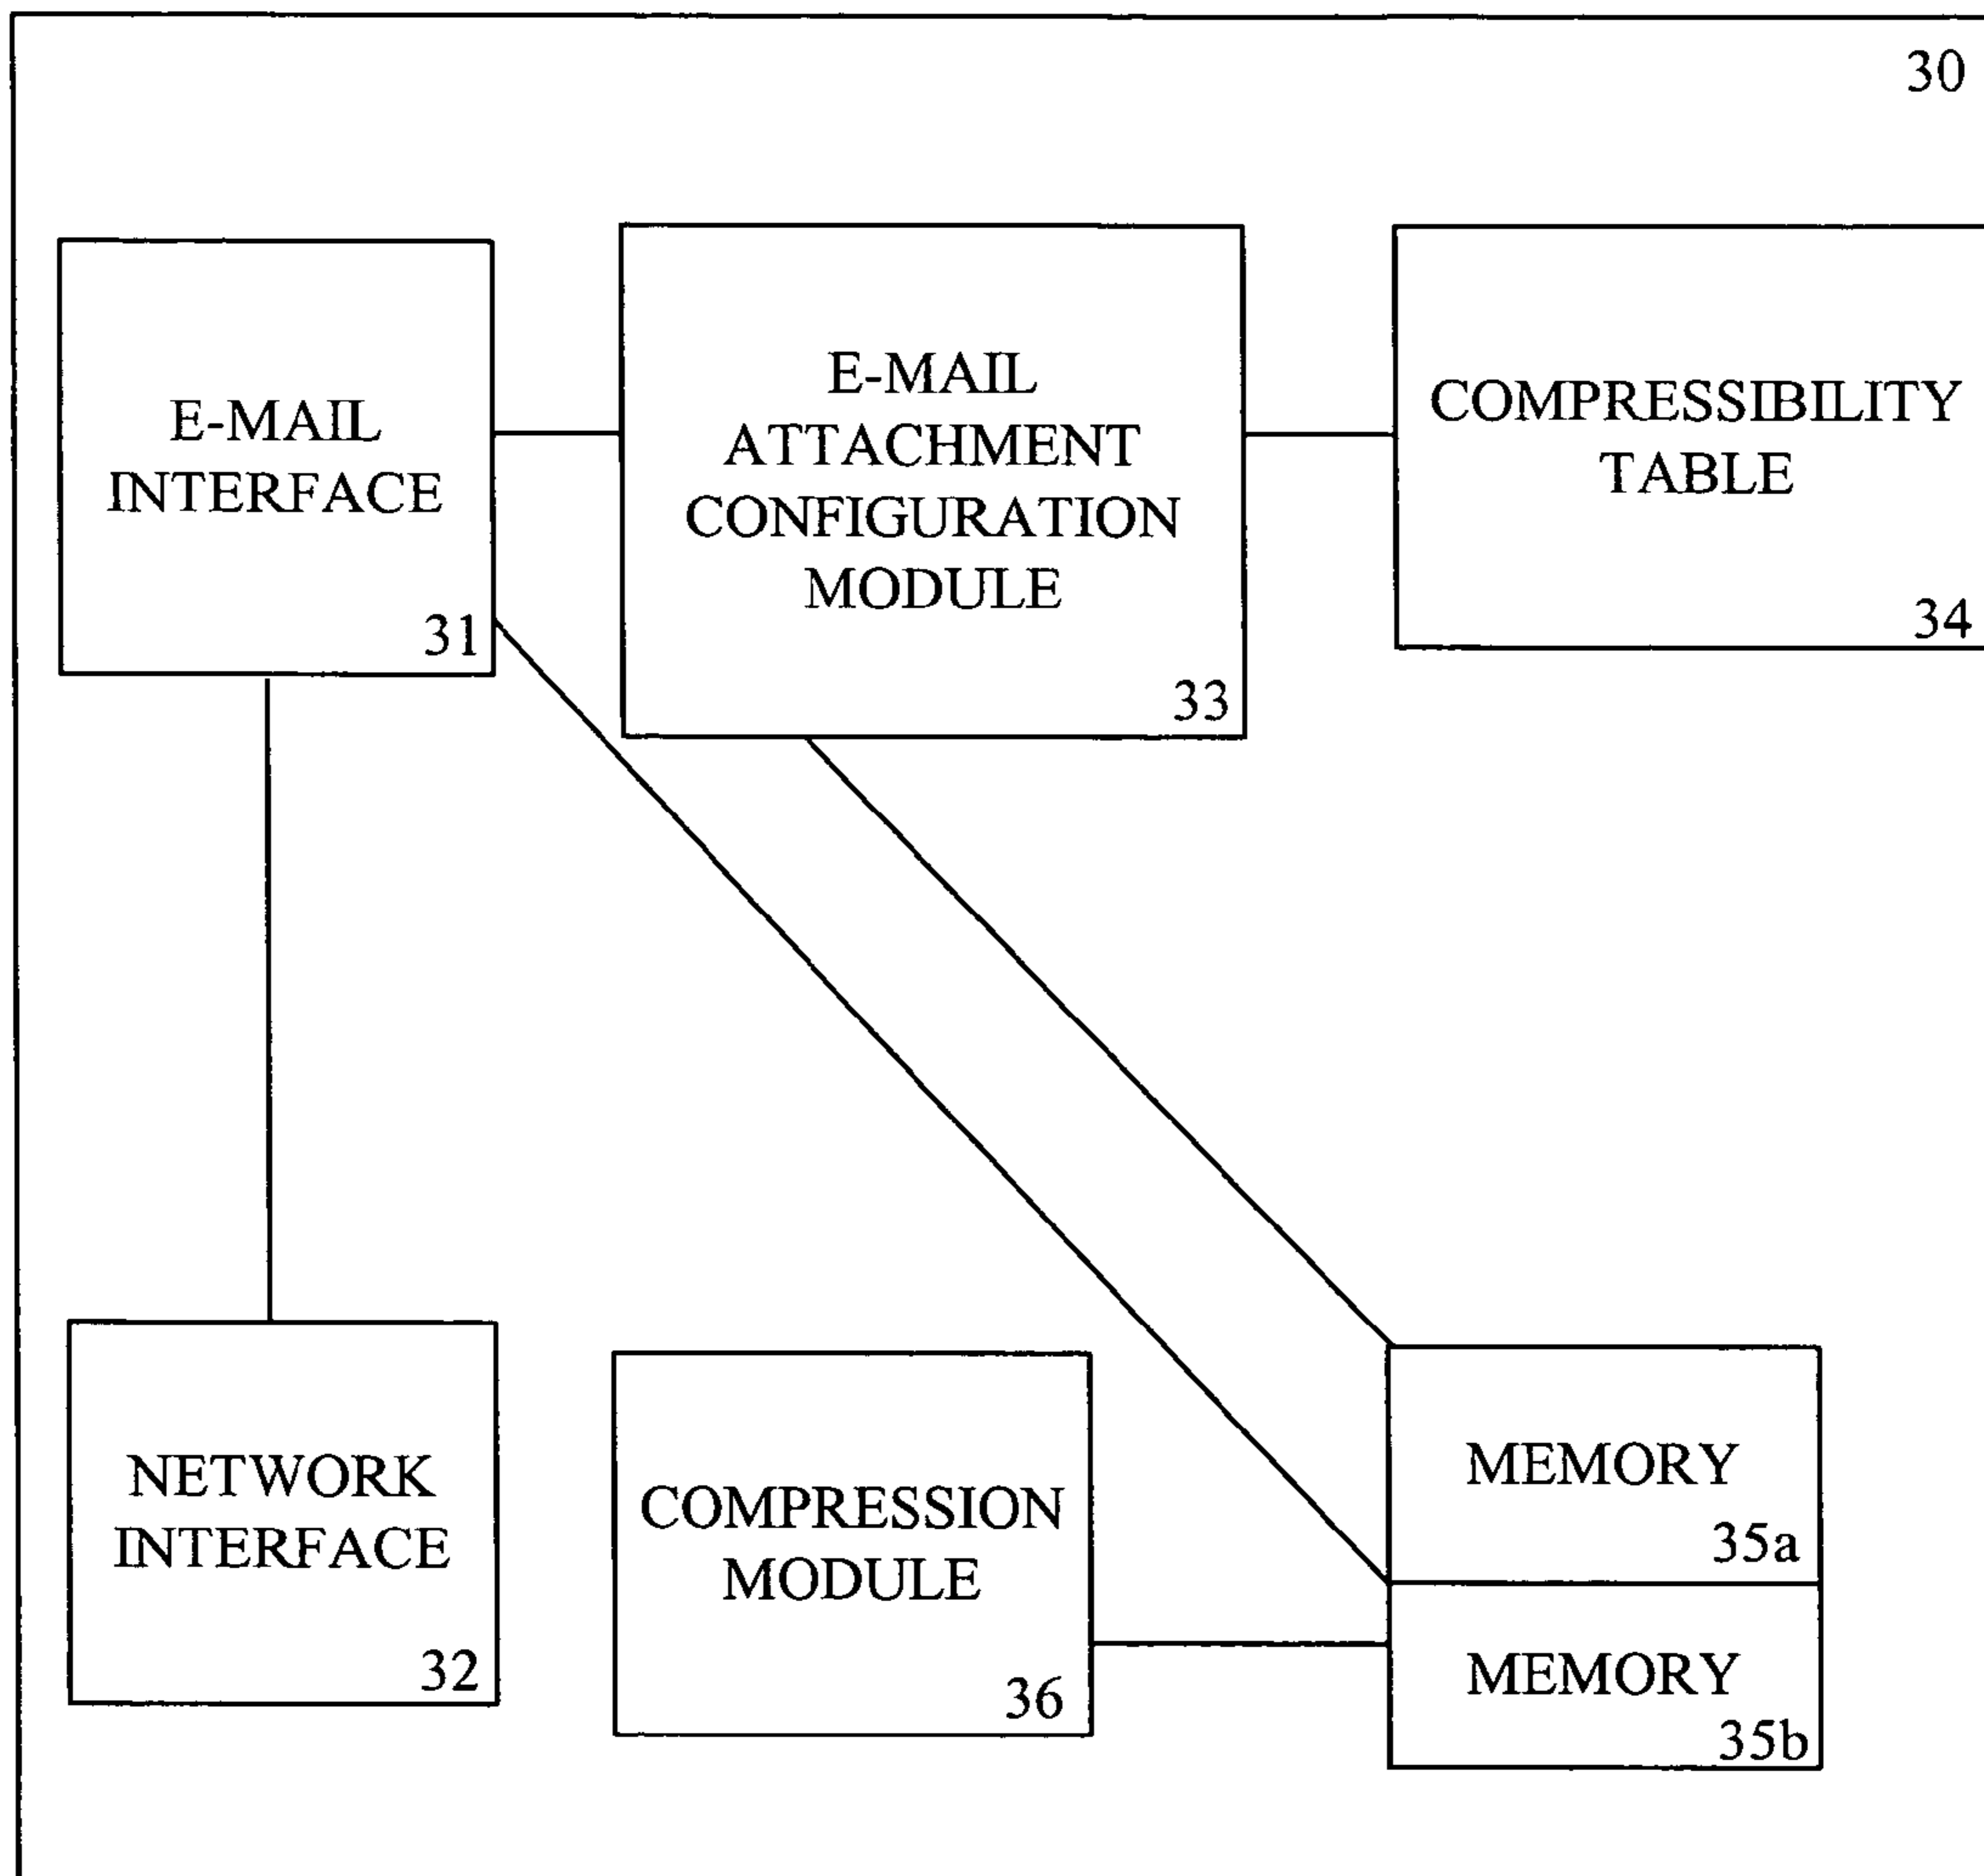 30
E-MAIL
INTERFACE
31
E-MAIL
ATTACHMENT
CONFIGURATION
MODULE
33
COMPRESSIBILITY
TABLE
34
NETWORK
INTERFACE
32
COMPRESSION
MODULE
36
MEMORY
35a
MEMORY
35b